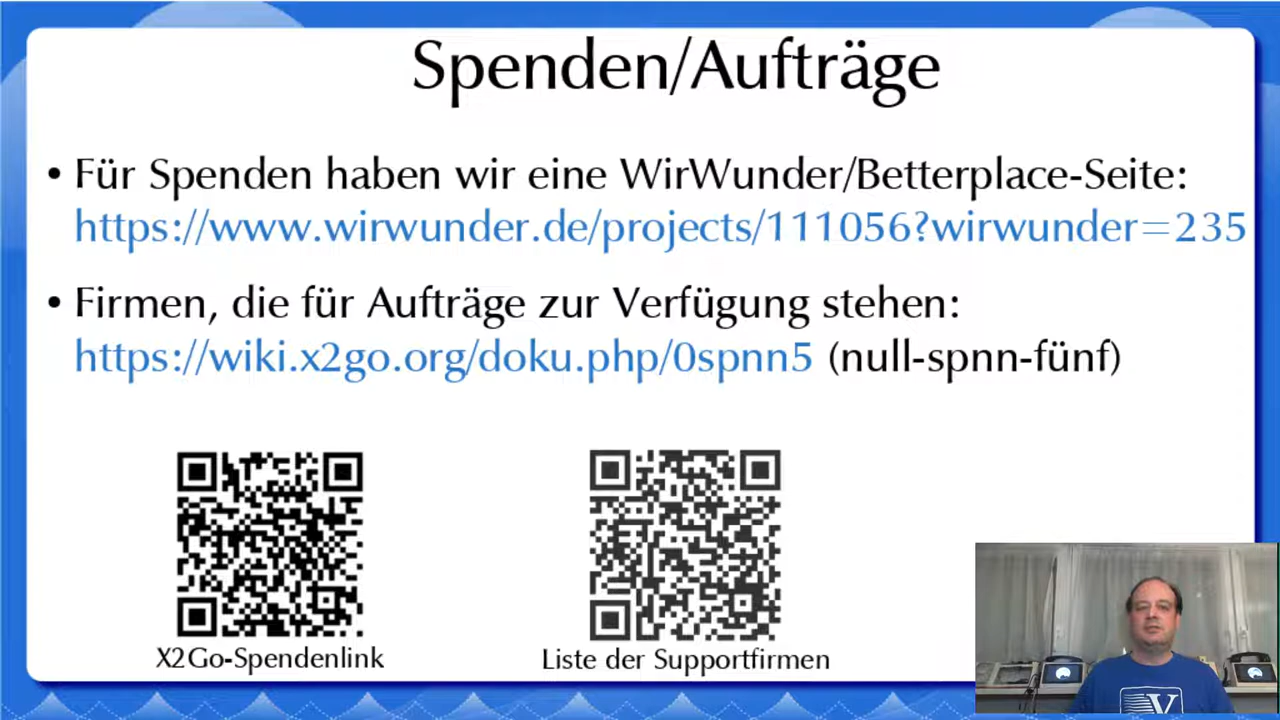 Spenden/Aufträge
• Für Spenden haben wir eine WirWunder/Betterplace-Seite:
https://www.wirwunder.de/projects/111056?wirwunder=235
• Firmen, die für Aufträge zur Verfügung stehen:
https://wiki.x2go.org/doku.php/0spnn5 (null-spnn-fünf)
X2Go-Spendenlink
Liste der Supportfirmen
V